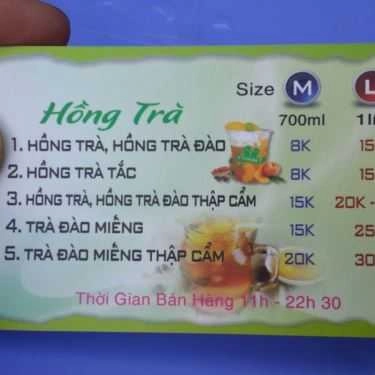 Size M L
Hồng Trà 700ml
1. HỒNG TRÀ, HỒNG TRÀ ĐÀO 8K
2. HỒNG TRÀ TẮC 8K
3. HỒNG TRÀ, HỒNG TRÀ ĐÀO THẬP CẨM 15K 20K -
4. TRÀ ĐÀO MIẾNG 15K
5. TRÀ ĐÀO MIẾNG THẬP CẨM 20K
Thời Gian Bán Hàng 11h - 22h 30